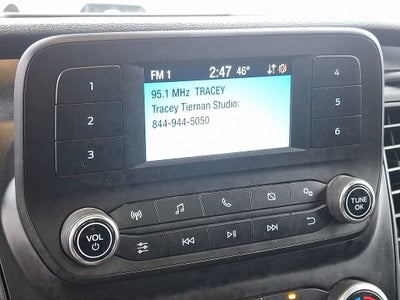 FM 1 2:47 46°
95.1 MHz TRACEY
Tracey Tiernan Studio:
844-944-5050
1
2
3
4
5
6
VOL
TUNE
OK